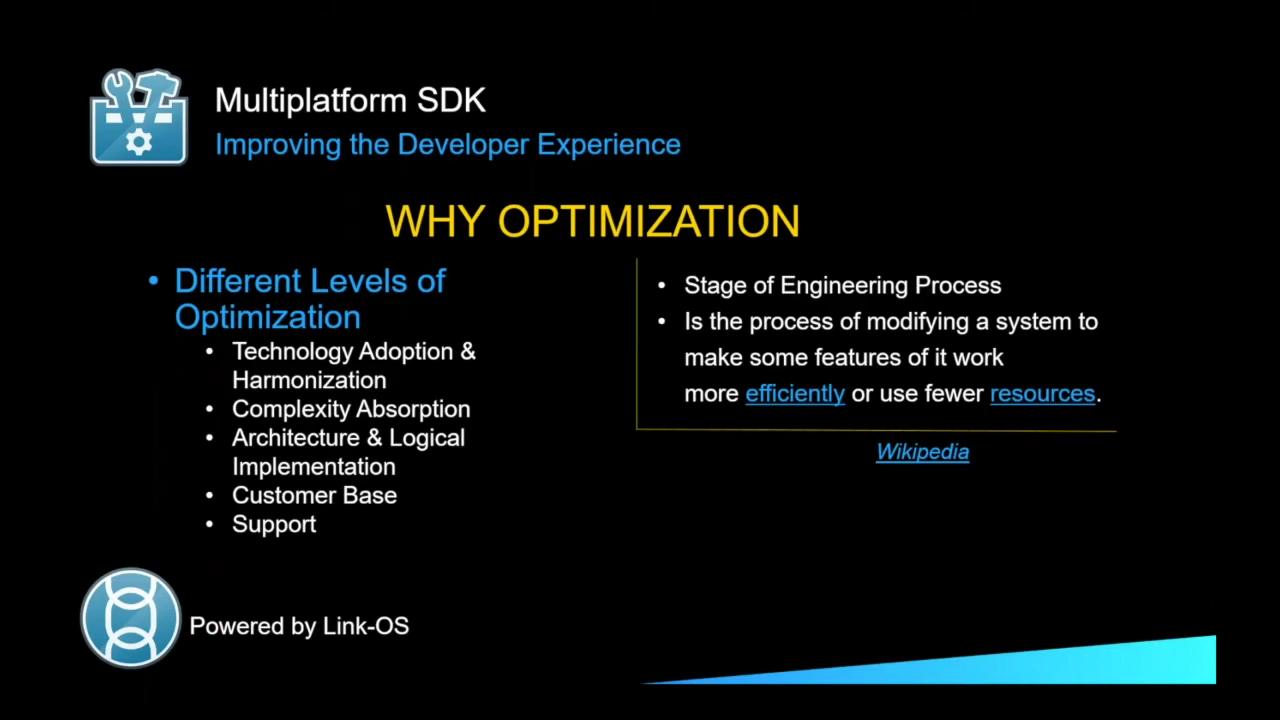 Multiplatform SDK
Improving the Developer Experience
WHY OPTIMIZATION
• Different Levels of
Optimization
• Technology Adoption &
Harmonization
• Complexity Absorption
• Architecture & Logical
Implementation
• Customer Base
• Support
• Stage of Engineering Process
• Is the process of modifying a system to
make some features of it work
more efficiently or use fewer resources.
Wikipedia
Powered by Link-OS